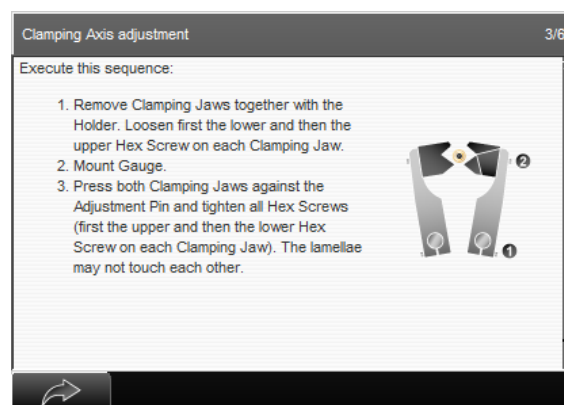 Clamping Axis adjustment 3/6
Execute this sequence:
1. Remove Clamping Jaws together with the
Holder. Loosen first the lower and then the
upper Hex Screw on each Clamping Jaw.
2. Mount Gauge.
3. Press both Clamping Jaws against the
Adjustment Pin and tighten all Hex Screws
(first the upper and then the lower Hex
Screw on each Clamping Jaw). The lamellae
may not touch each other.
2
1